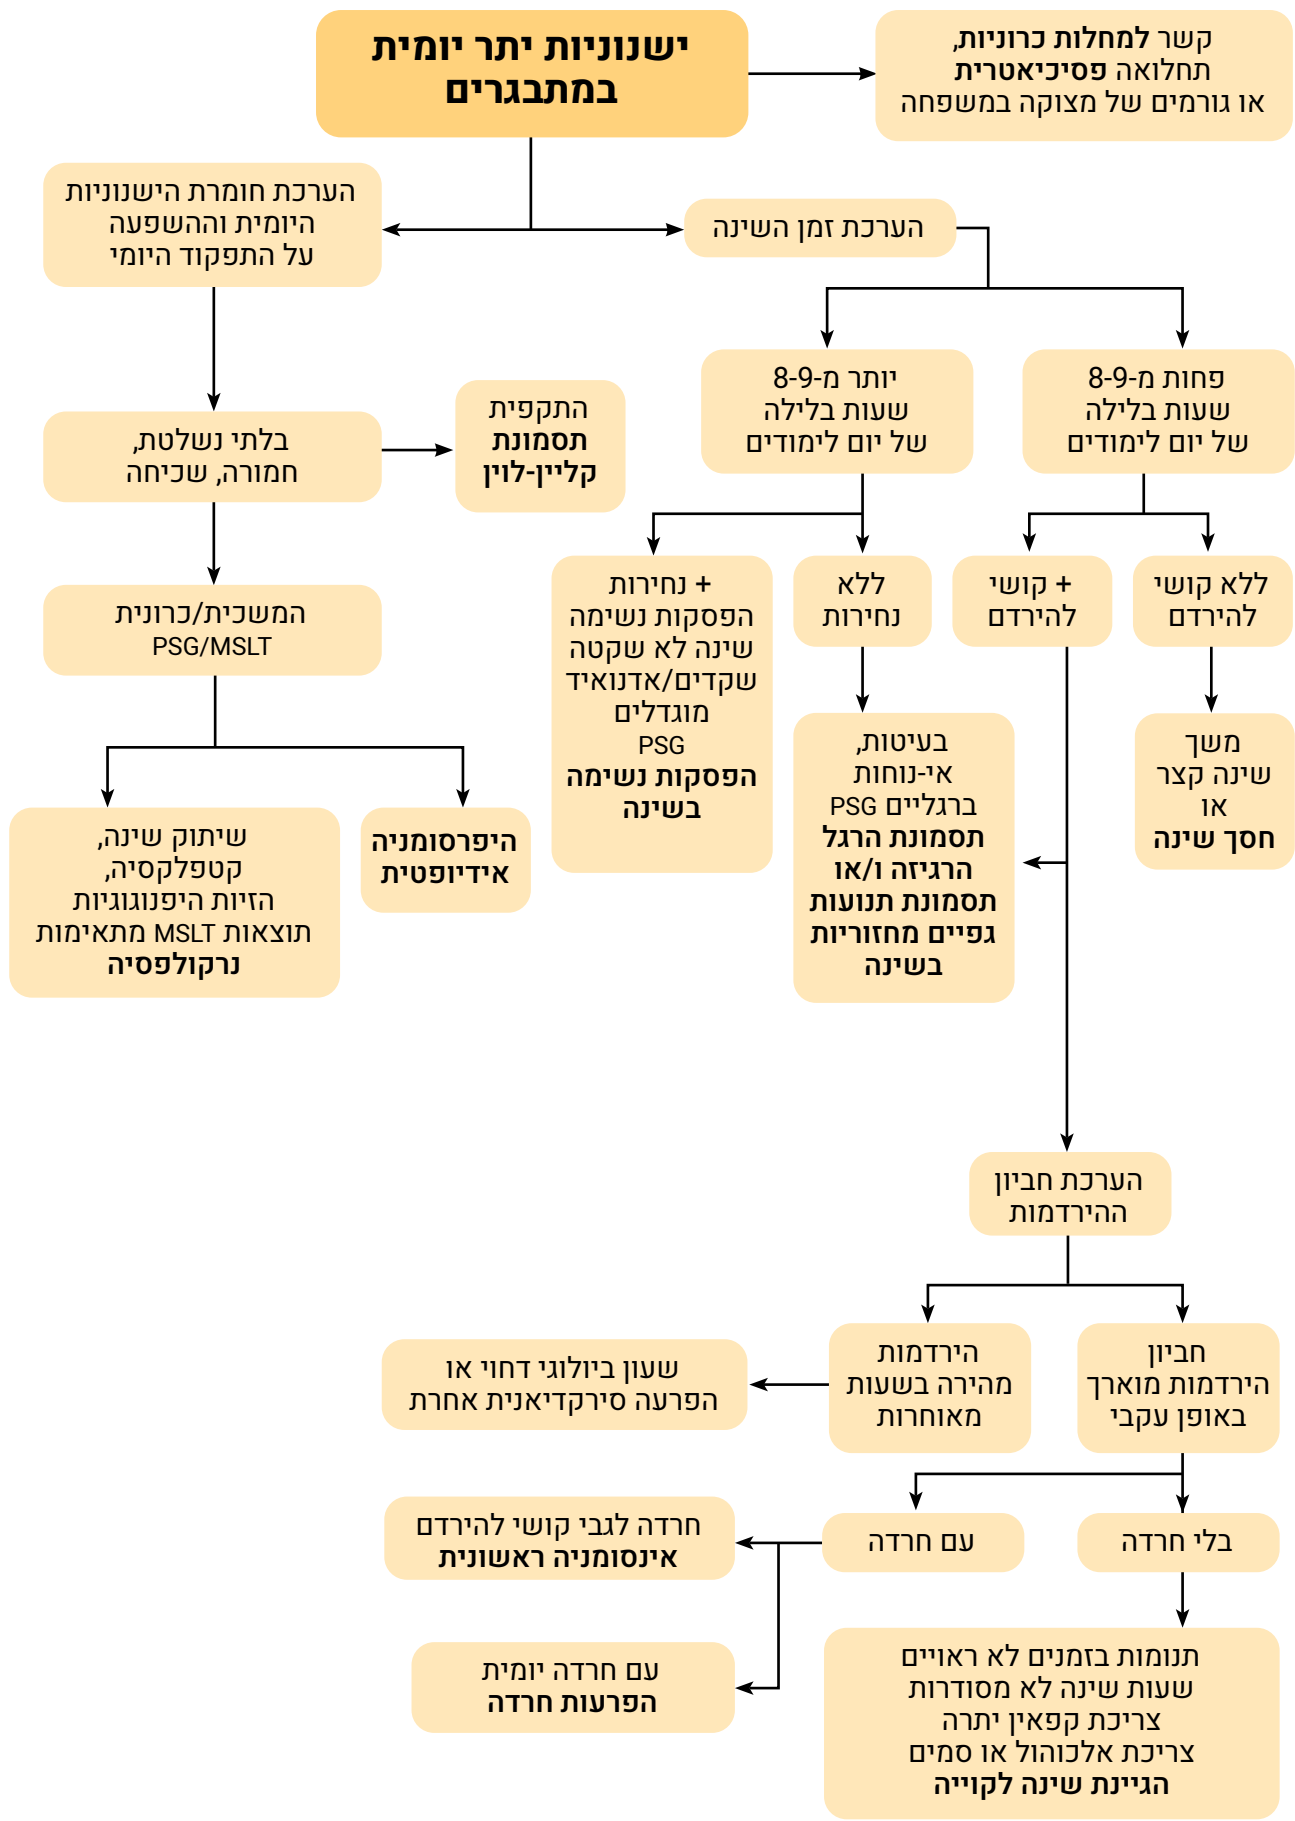 ישנוניות יתר יומית
במתבגרים
קשר למחלות כרוניות,
תחלואה פסיכיאטרית
או גורמים של מצוקה במשפחה
הערכת חומרת הישנוניות
היומית וההשפעה
על התפקוד היומי
הערכת זמן השינה
פחות מ-8-9
שעות בלילה
של יום לימודים
יותר מ-8-9
שעות בלילה
של יום לימודים
התקפית
תסמונת
קליין-לוין
בלתי נשלטת,
חמורה, שכיחה
ללא קושי
להירדם
+ קושי
להירדם
ללא
נחירות
+ נחירות
הפסקות נשימה
שינה לא שקטה
שקדים/אדנואיד
מוגדלים
PSG
הפסקות נשימה
בשינה
המשכית/כרונית
PSG/MSLT
משך
שינה קצר
או
חסך שינה
בעיטות,
אי-נוחות
ברגליים PSG
תסמונת הרגל
הרגיזה ו/או
תסמונת תנועות
גפיים מחזוריות
בשינה
היפרסומניה
אידיופטית
שיתוק שינה,
קטפלקסיה,
הזיות היפנוגוגיות
תוצאות MSLT מתאימות
נרקולפסיה
הערכת חביון
ההירדמות
חביון
הירדמות מוארך
באופן עקבי
הירדמות
מהירה בשעות
מאוחרות
שעון ביולוגי דחוי או
הפרעה סירקדיאנית אחרת
בלי חרדה
עם חרדה
חרדה לגבי קושי להירדם
אינסומניה ראשונית
עם חרדה יומית
הפרעות חרדה
תנומות בזמנים לא ראויים
שעות שינה לא מסודרות
צריכת קפאין יתרה
צריכת אלכוהול או סמים
הגיינת שינה לקוייה